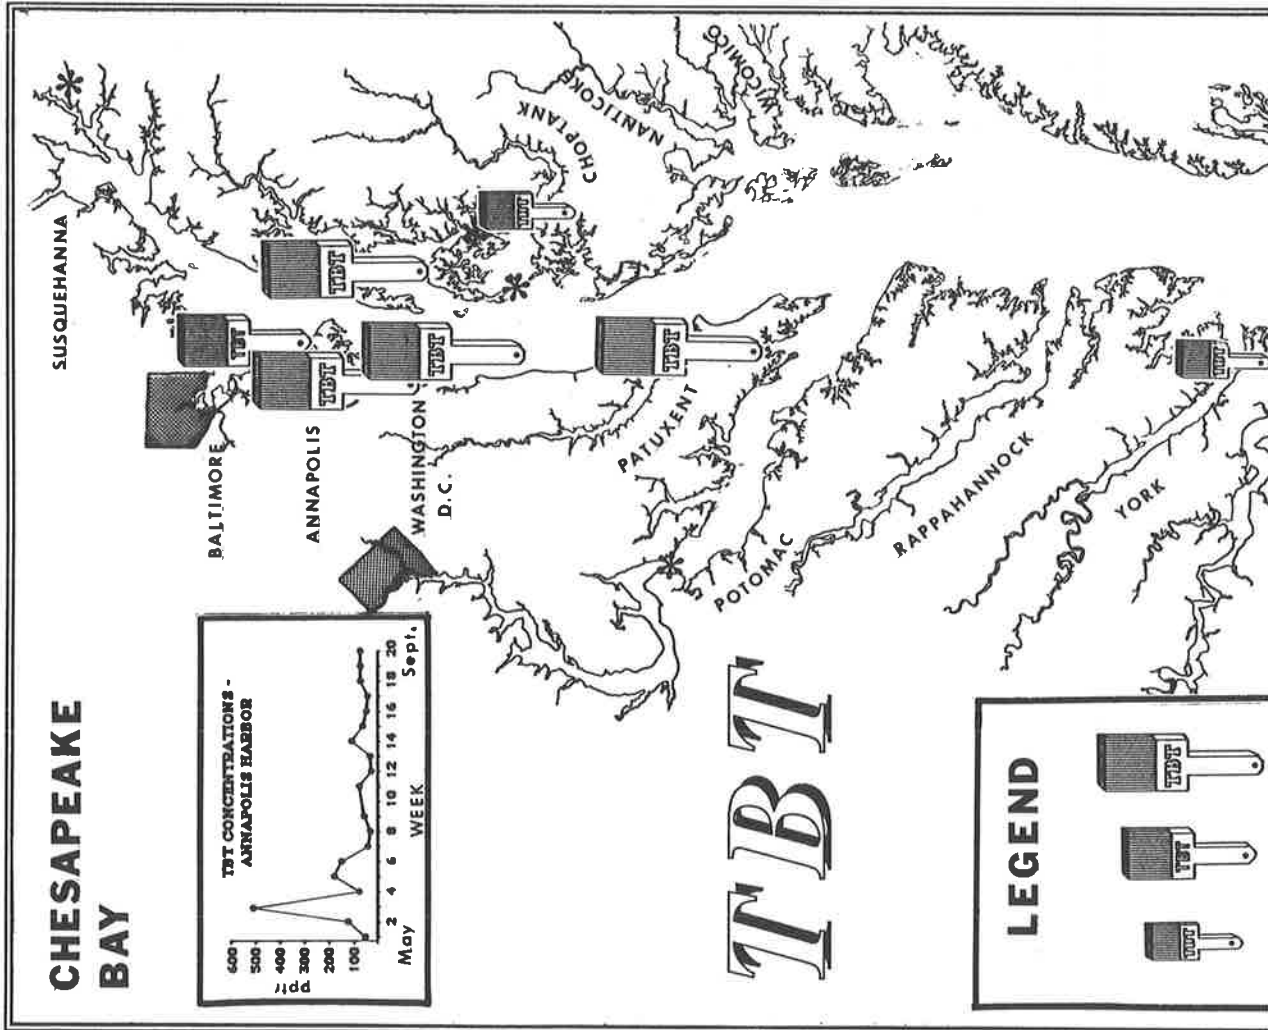 CHESAPEAKE
BAY
TBT CONCENTRATIONS -
ANNAPOLIS HARBOR
600
500
400
300
200
100
pptr
2 4 6 8 10 12 14 16 18 20
May WEEK Sept.
SUSQUEHANNA
BALTIMORE
ANNAPOLIS
WASHINGTON
D.C.
PATUXENT
POTOMAC
RAPPAHANNOCK
YORK
CHOPTANK
NANTICOK
WICOMICO
TBT
TBT
TBT
TBT
TBT
TBT
TBT
TBT
LEGEND
TBT
TBT
TBT